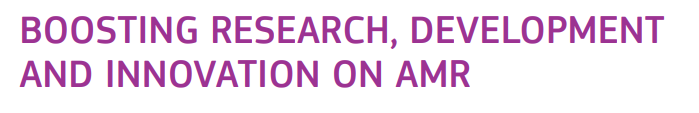 BOOSTING RESEARCH, DEVELOPMENT
AND INNOVATION ON AMR